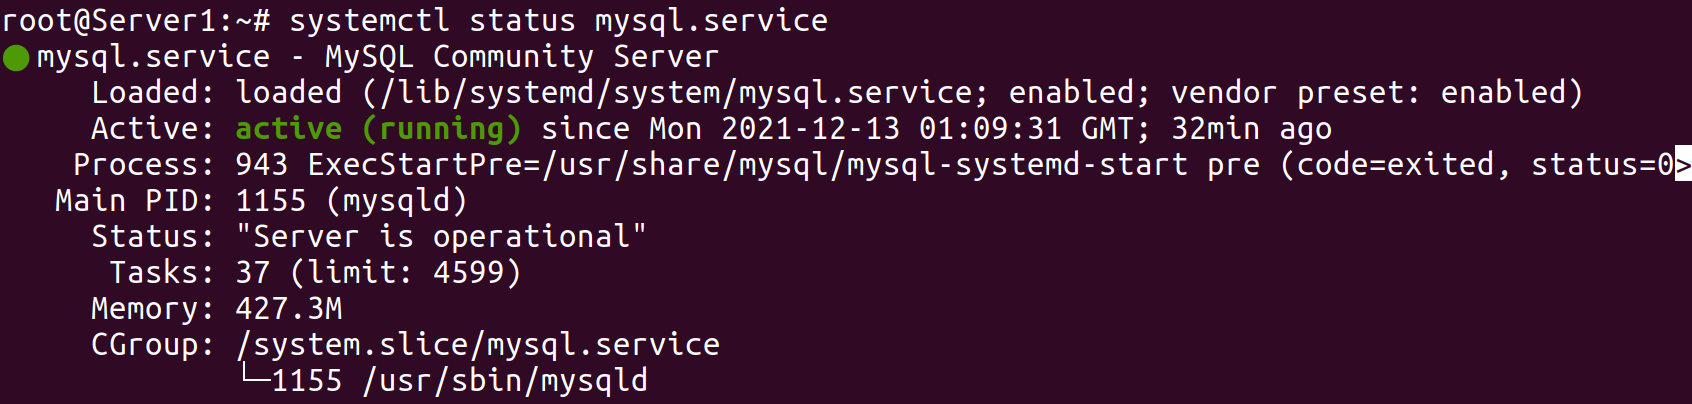 root@Server1:~# systemctl status mysql.service
● mysql.service - MySQL Community Server
Loaded: loaded (/lib/systemd/system/mysql.service; enabled; vendor preset: enabled)
Active: active (running) since Mon 2021-12-13 01:09:31 GMT; 32min ago
Process: 943 ExecStartPre=/usr/share/mysql/mysql-systemd-start pre (code=exited, status=0>
Main PID: 1155 (mysqld)
Status: "Server is operational"
Tasks: 37 (limit: 4599)
Memory: 427.3M
CGroup: /system.slice/mysql.service
└─1155 /usr/sbin/mysqld